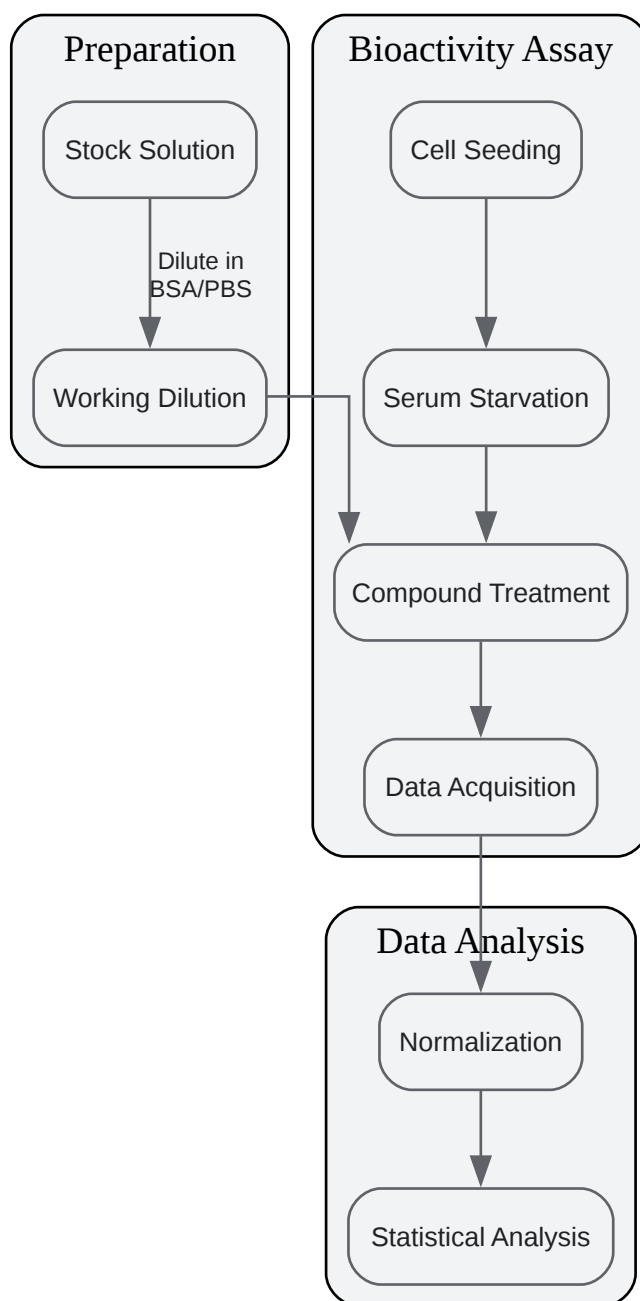 Preparation
Stock Solution
Dilute in
BSA/PBS
Working Dilution
Bioactivity Assay
Cell Seeding
Serum Starvation
Compound Treatment
Data Acquisition
Data Analysis
Normalization
Statistical Analysis